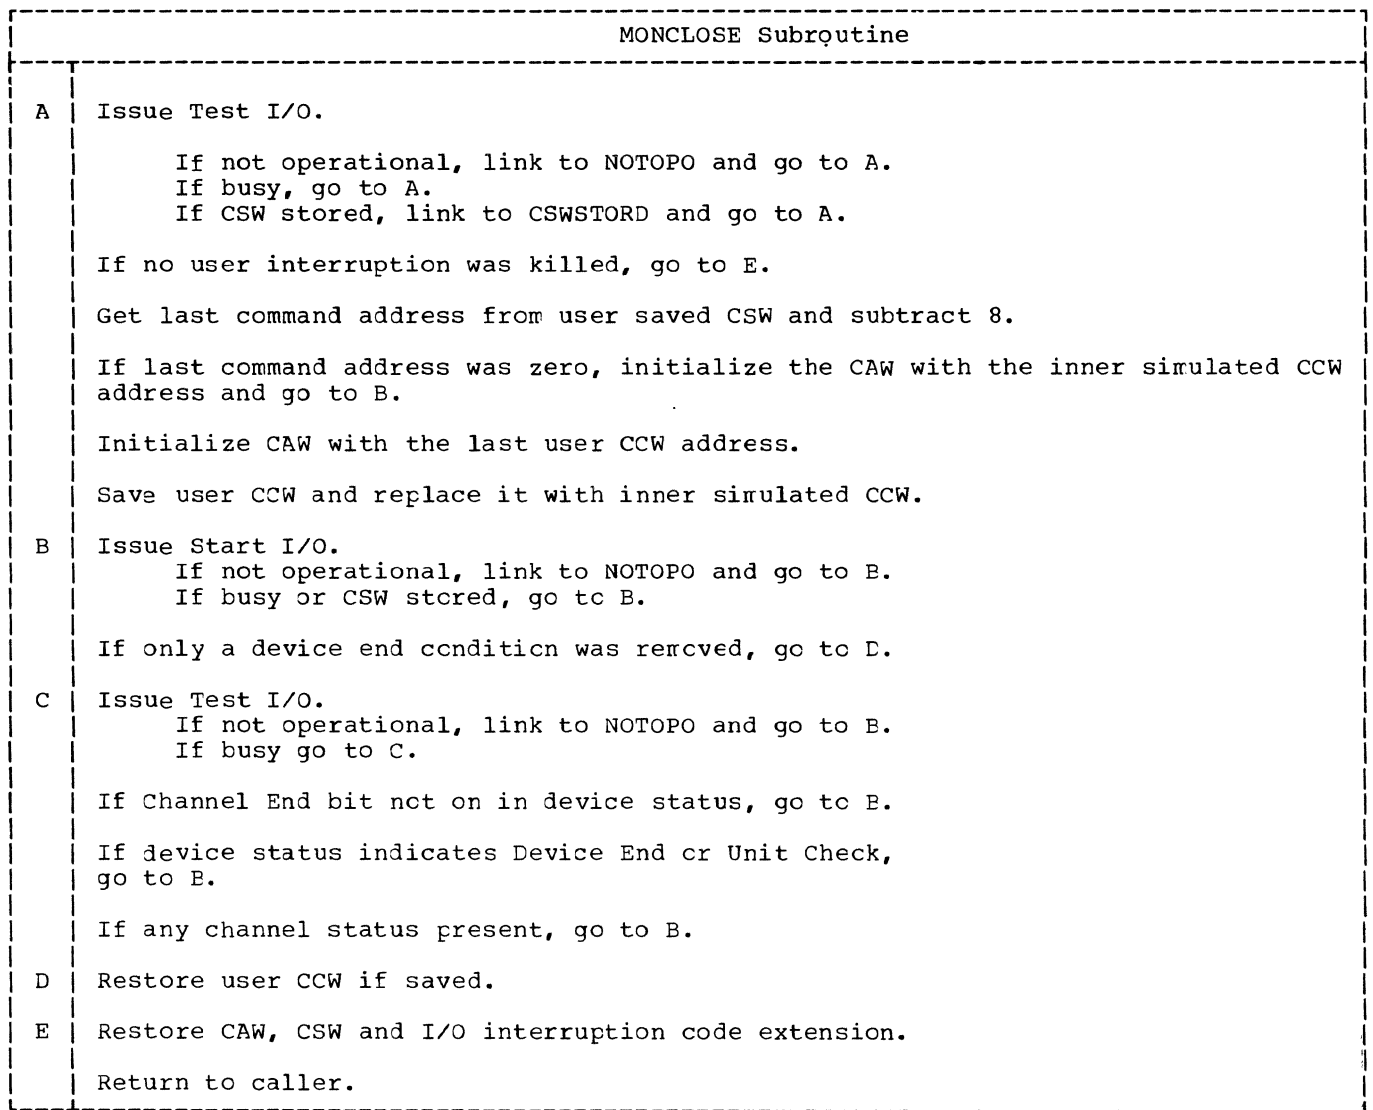 MONCLOSE Subroutine
A Issue Test I/O.
If not operational, link to NOTOPO and go to A.
If busy, go to A.
If CSW stored, link to CSWSTORD and go to A.
If no user interruption was killed, go to E.
Get last command address from user saved CSW and subtract 8.
If last command address was zero, initialize the CAW with the inner simulated CCW
address and go to B.
Initialize CAW with the last user CCW address.
Save user CCW and replace it with inner simulated CCW.
B Issue Start I/O.
If not operational, link to NOTOPO and go to B.
If busy or CSW stored, go to B.
If only a device end condition was removed, go to D.
C Issue Test I/O.
If not operational, link to NOTOPO and go to B.
If busy go to C.
If Channel End bit not on in device status, go to B.
If device status indicates Device End or Unit Check,
go to B.
If any channel status present, go to B.
D Restore user CCW if saved.
E Restore CAW, CSW and I/O interruption code extension.
Return to caller.